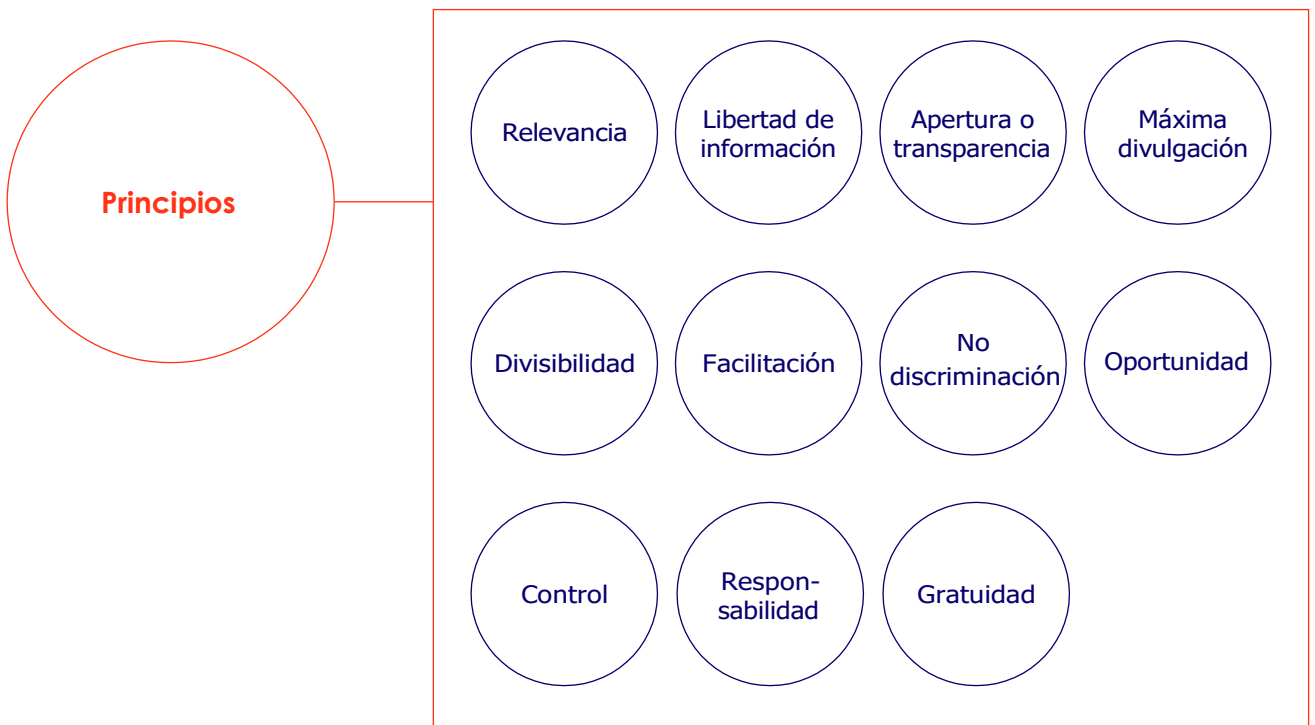 Principios
Relevancia
Libertad de
información
Apertura o
transparencia
Máxima
divulgación
Divisibilidad
Facilitación
No
discriminación
Oportunidad
Control
Respon-
sabilidad
Gratuidad